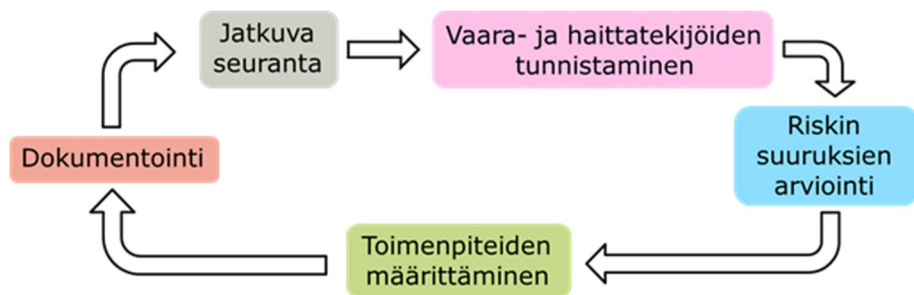 Jatkuva
seuranta
Vaara- ja haittatekijöiden
tunnistaminen
Riskin
suuruksien
arviointi
Toimenpiteiden
määrittäminen
Dokumentointi